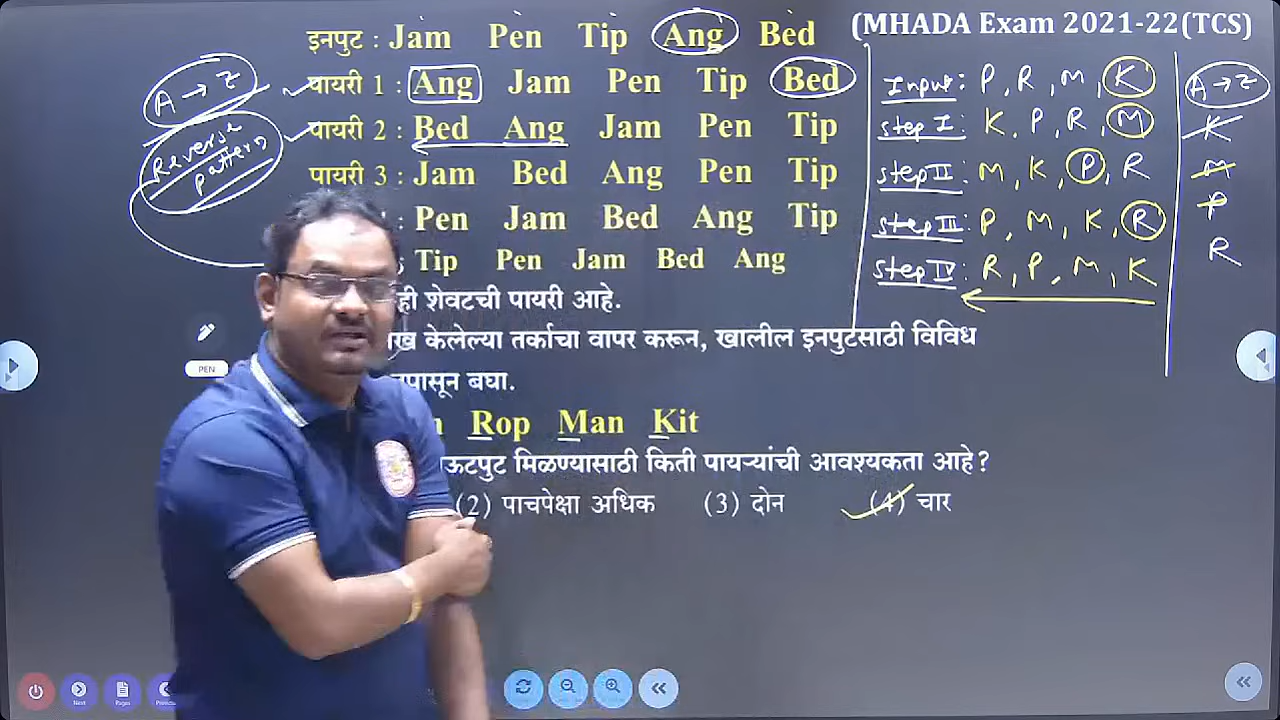 (MHADA Exam 2021-22(TCS)
इनपुट : Jam Pen Tip Ang Bed
पायरी 1 : Ang Jam Pen Tip Bed
पायरी 2 : Bed Ang Jam Pen Tip
पायरी 3 : Jam Bed Ang Pen Tip
: Pen Jam Bed Ang Tip
Tip Pen Jam Bed Ang
ही शेवटची पायरी आहे.
केलेल्या तर्काचा वापर करून, खालील इनपुटसाठी विविध
बघा.
Rop Man Kit
मिळण्यासाठी किती पायऱ्यांची आवश्यकता आहे?
(2) पाचपेक्षा अधिक (3) दोन (4) चार
A → Z
Reverse
pattern
Input: P, R, M, K
step I: K, P, R, M
step II: M, K, P, R
step III: P, M, K, R
step IV: R, P, M, K
A → Z
K
M
P
R
PEN
Pages